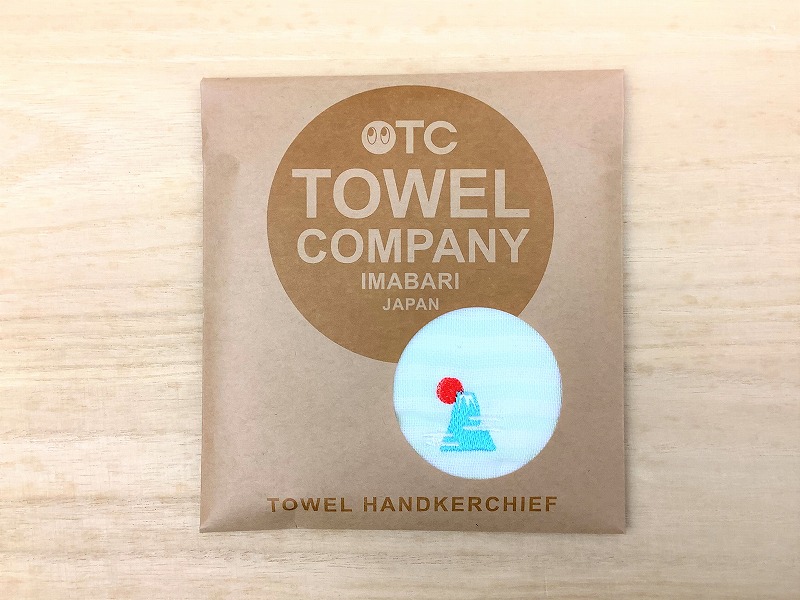 OTC
TOWEL
COMPANY
IMABARI
JAPAN
TOWEL HANDKERCHIEF